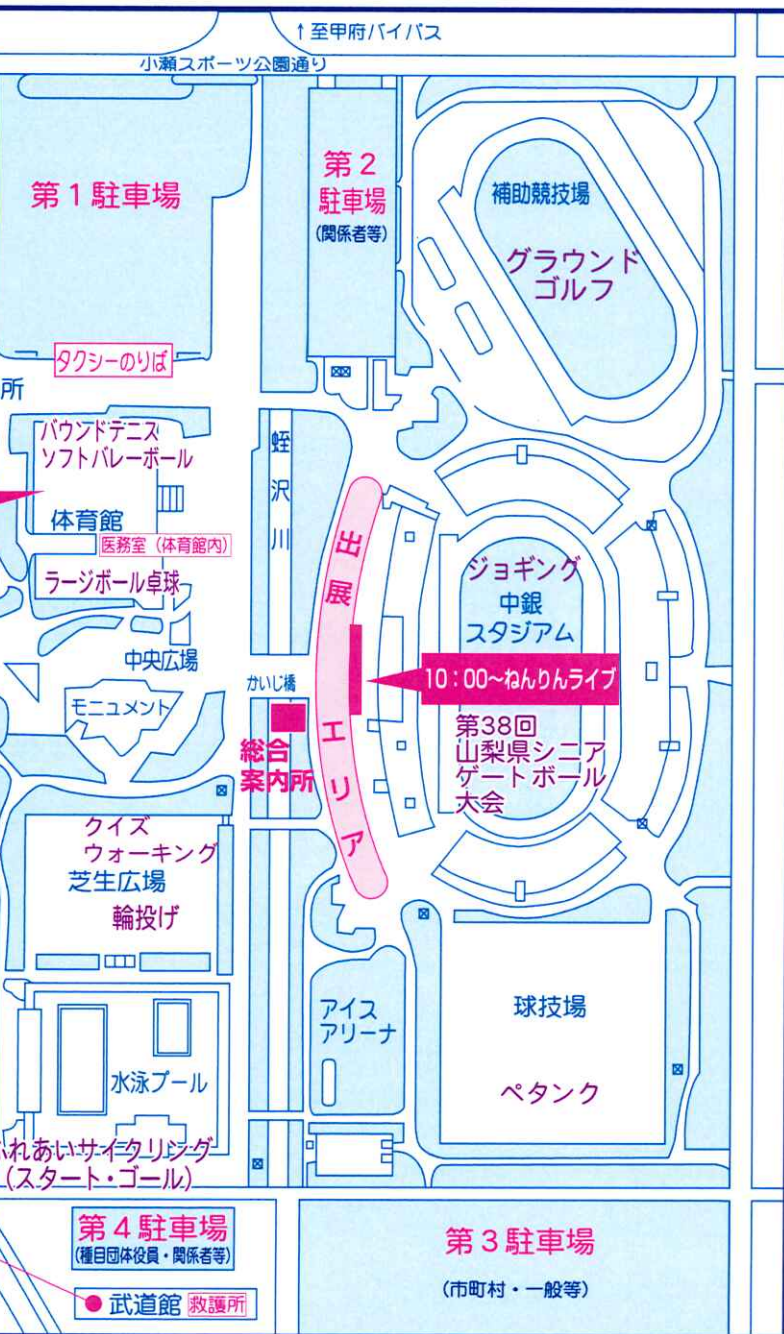 ↑至甲府バイパス
小瀬スポーツ公園通り
第1駐車場
第2
駐車場
(関係者等)
補助競技場
グラウンド
ゴルフ
タクシーのりば
所
バウンドテニス
ソフトバレーボール
体育館
医務室（体育館内）
ラージボール卓球
蛭沢川
出展エリア
ジョギング
中銀
スタジアム
10：00～ねんりんライブ
第38回
山梨県シニア
ゲートボール
大会
中央広場
モニュメント
かいじ橋
総合
案内所
クイズ
ウォーキング
芝生広場
輪投げ
アイス
アリーナ
球技場
ペタンク
水泳プール
れあいサイクリング
(スタート・ゴール)
第4駐車場
(種目団体役員・関係者等)
武道館 救護所
第3駐車場
(市町村・一般等)